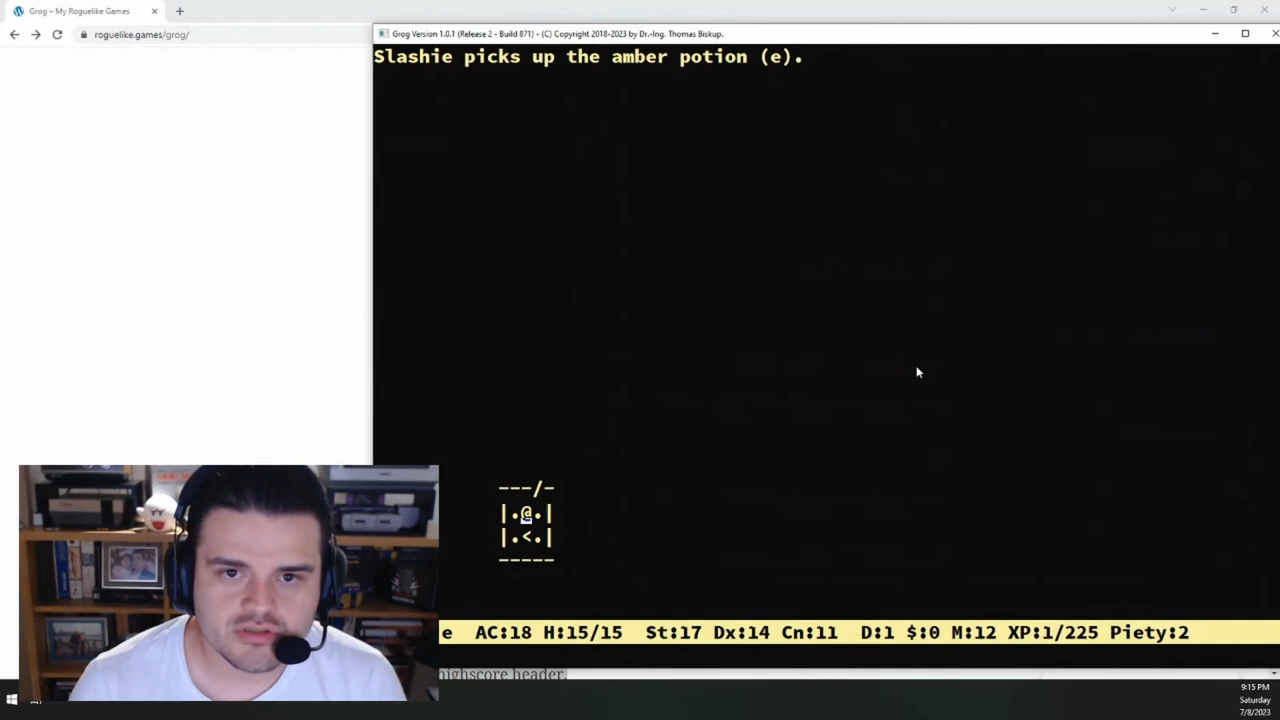 Grog – My Roguelike Games
roguelike.games/grog/
Grog Version 1.0.1 (Release 2 - Build 871) - (C) Copyright 2018-2023 by Dr.-Ing. Thomas Biskup.
Slashie picks up the amber potion (e).
---/-
|.@.|
|.<.|
-----
e AC:18 H:15/15 St:17 Dx:14 Cn:11 D:1 $:0 M:12 XP:1/225 Piety:2
highscore header.
9:15 PM
Saturday
7/8/2023